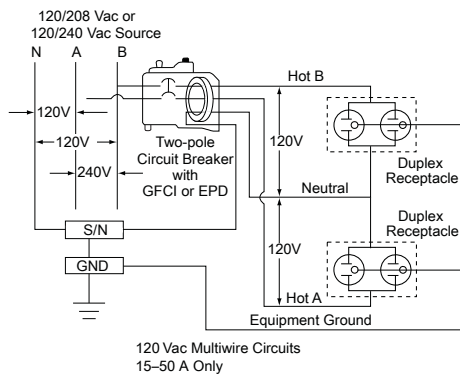 120/208 Vac or
120/240 Vac Source
N A B
120V
120V
240V
Two-pole
Circuit Breaker
with
GFCI or EPD
Hot B
120V
Neutral
120V
Hot A
Duplex
Receptacle
Duplex
Receptacle
S/N
GND
Equipment Ground
120 Vac Multiwire Circuits
15–50 A Only